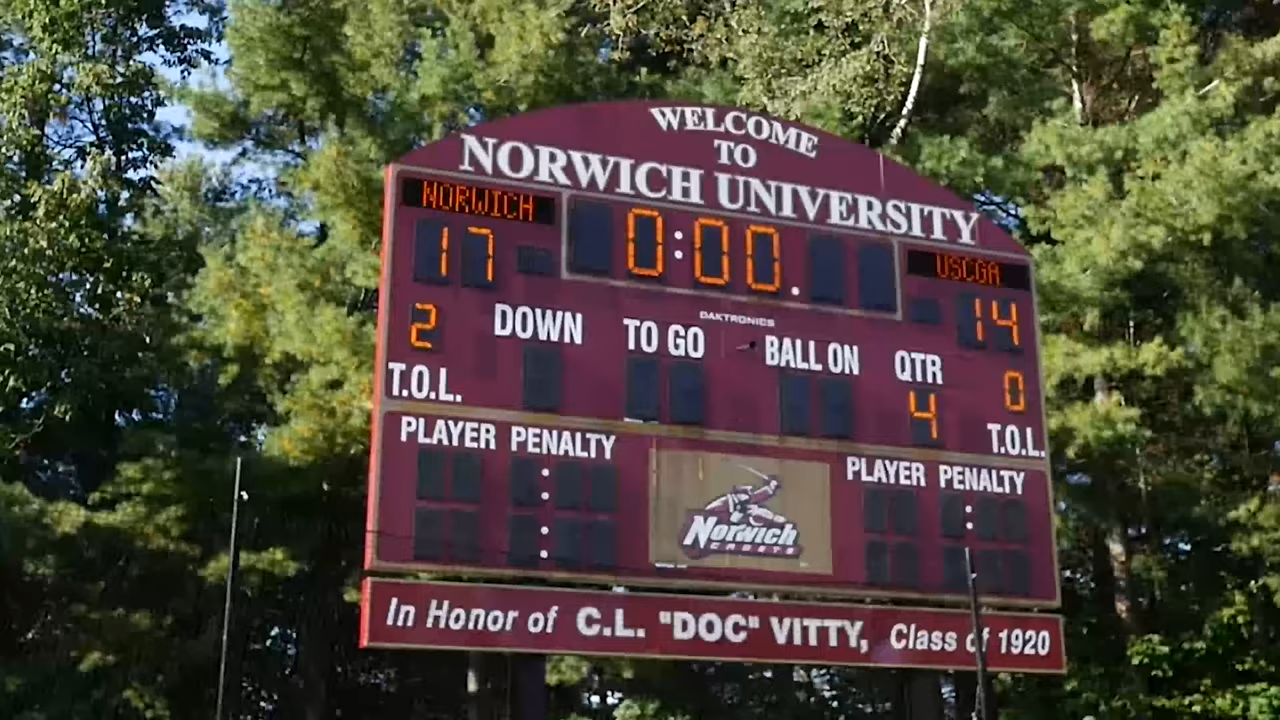 WELCOME
TO
NORWICH UNIVERSITY
NORWICH 0:00. USCGA
17 14
DAKTRONICS
2 DOWN TO GO BALL ON QTR 0
T.O.L. 4 T.O.L.
PLAYER PENALTY PLAYER PENALTY
Norwich
CADETS
In Honor of C.L. "DOC" VITTY, Class of 1920